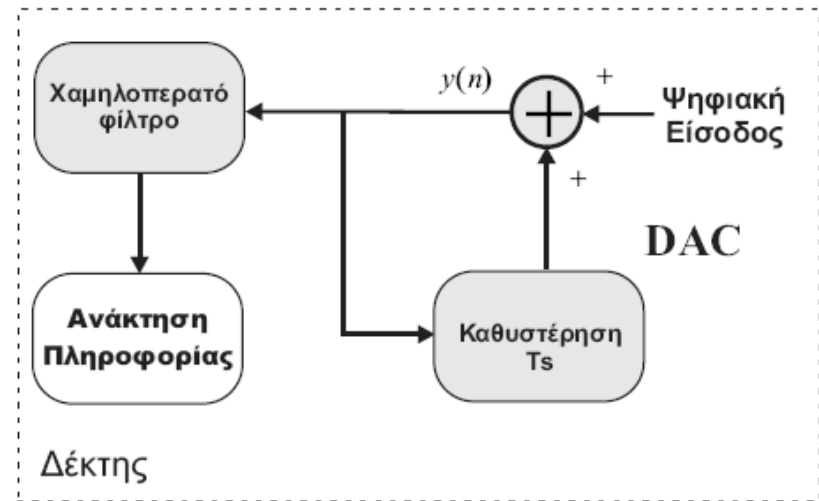 Χαμηλοπερατό
φίλτρο
y(n)
+
+
+
Ψηφιακή
Είσοδος
DAC
Ανάκτηση
Πληροφορίας
Καθυστέρηση
Ts
Δέκτης